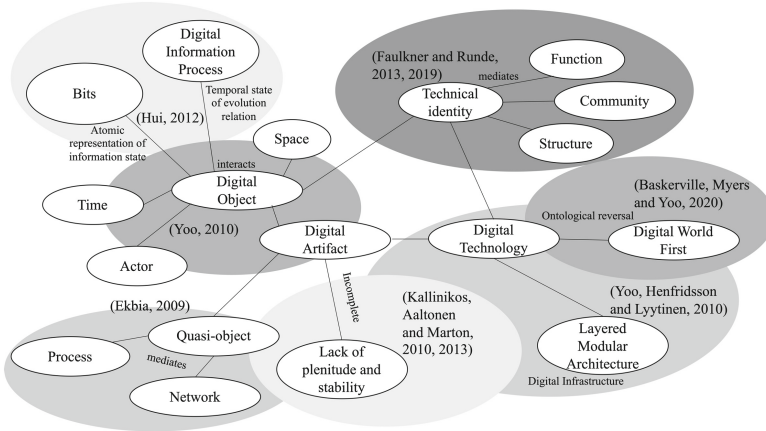 Digital
Information
Process
Bits
(Hui, 2012)
Temporal state
of evolution
relation
Atomic
representation of
information state
(Faulkner and Runde,
2013, 2019)
mediates
Function
Technical
identity
Community
Structure
Space
interacts
Digital
Object
Time
(Yoo, 2010)
Actor
Digital
Artifact
Digital
Technology
(Baskerville, Myers
and Yoo, 2020)
Ontological reversal
Digital World
First
(Ekbia, 2009)
Incomplete
(Kallinikos,
Aaltonen
and Marton,
2010, 2013)
(Yoo, Henfridsson
and Lyytinen, 2010)
Quasi-object
Process
mediates
Network
Lack of
plenitude and
stability
Layered
Modular
Architecture
Digital Infrastructure